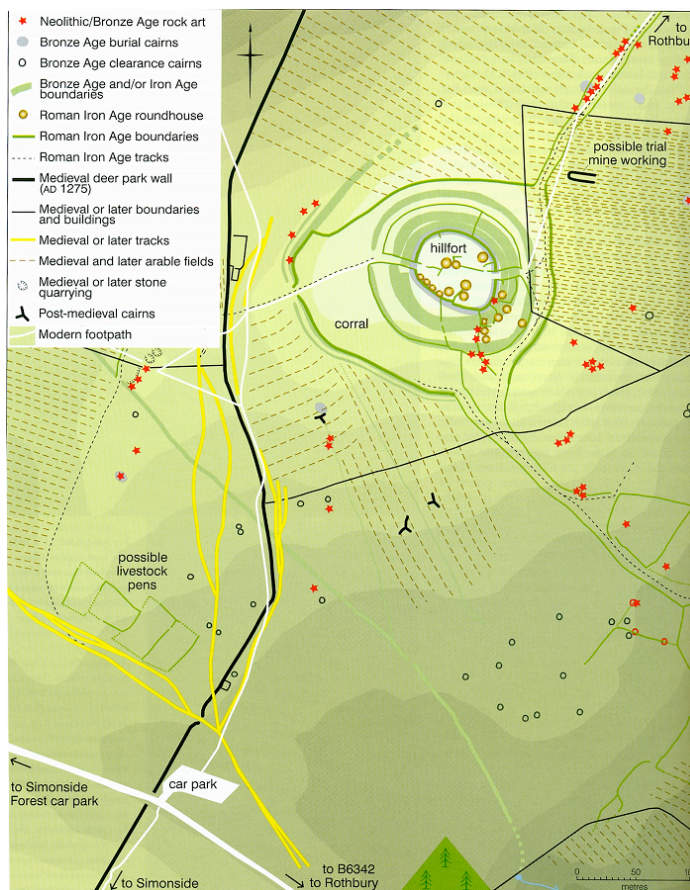 Neolithic/Bronze Age rock art
Bronze Age burial cairns
Bronze Age clearance cairns
Bronze Age and/or Iron Age
boundaries
Roman Iron Age roundhouse
Roman Iron Age boundaries
Roman Iron Age tracks
Medieval deer park wall
(AD 1275)
Medieval or later boundaries
and buildings
Medieval or later tracks
Medieval and later arable fields
Medieval or later stone
quarrying
Post-medieval cairns
Modern footpath
to
Rothbury
possible trial
mine working
hillfort
corral
possible
livestock
pens
car park
to Simonside
Forest car park
to Simonside
to B6342
to Rothbury
0
50
metres